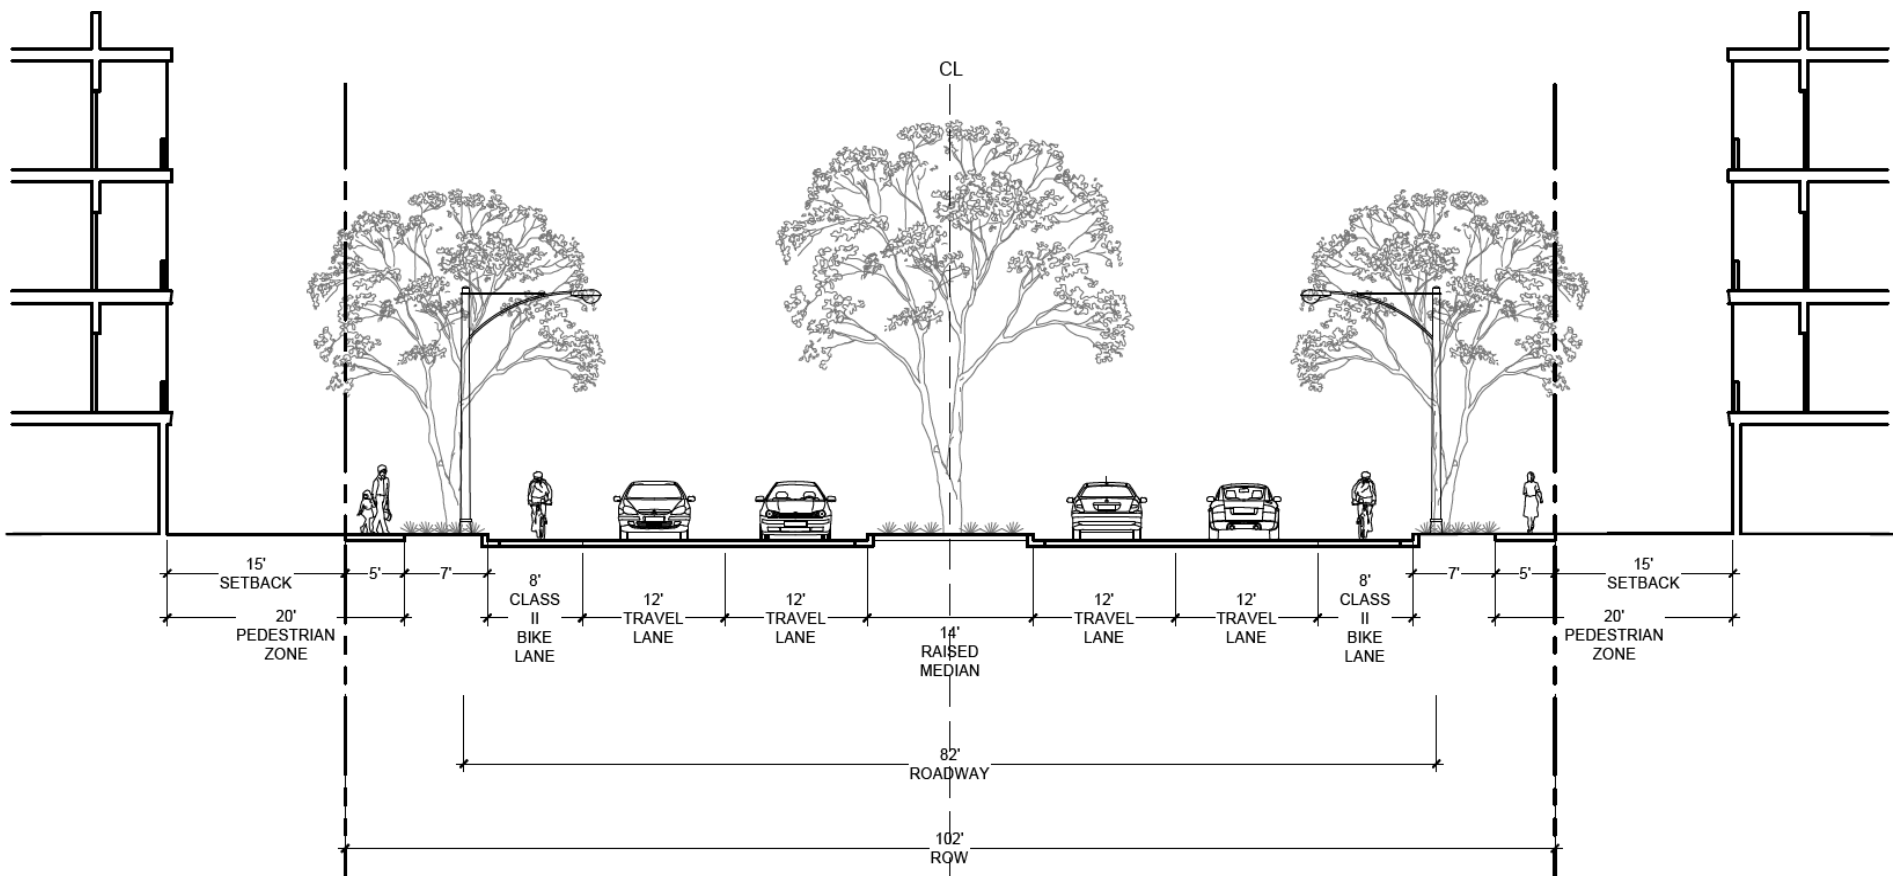 CL
15'
SETBACK
5'
7'
8'
CLASS
II
BIKE
LANE
12'
TRAVEL
LANE
12'
TRAVEL
LANE
14'
RAISED
MEDIAN
12'
TRAVEL
LANE
12'
TRAVEL
LANE
8'
CLASS
II
BIKE
LANE
7'
5'
15'
SETBACK
20'
PEDESTRIAN
ZONE
20'
PEDESTRIAN
ZONE
82'
ROADWAY
102'
ROW